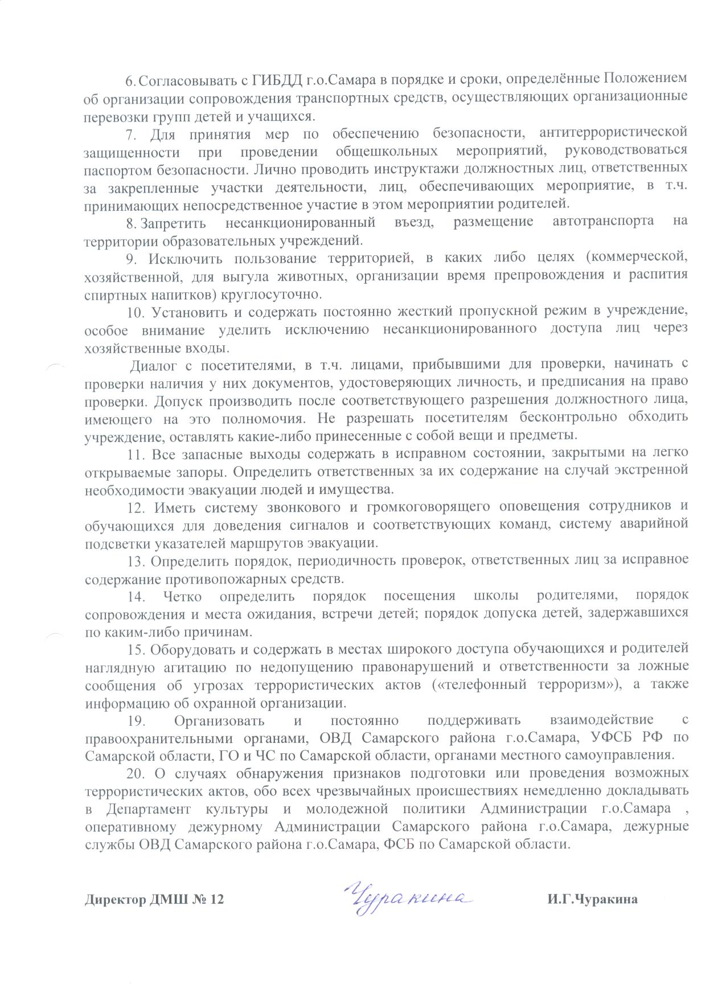 6. Согласовывать с ГИБДД г.о.Самара в порядке и сроки, определённые Положением
об организации сопровождения транспортных средств, осуществляющих организационные
перевозки групп детей и учащихся.
7. Для принятия мер по обеспечению безопасности, антитеррористической
защищенности при проведении общешкольных мероприятий, руководствоваться
паспортом безопасности. Лично проводить инструктажи должностных лиц, ответственных
за закрепленные участки деятельности, лиц, обеспечивающих мероприятие, в т.ч.
принимающих непосредственное участие в этом мероприятии родителей.
8. Запретить несанкционированный въезд, размещение автотранспорта на
территории образовательных учреждений.
9. Исключить пользование территорией, в каких либо целях (коммерческой,
хозяйственной, для выгула животных, организации время препровождения и распития
спиртных напитков) круглосуточно.
10. Установить и содержать постоянно жесткий пропускной режим в учреждение,
особое внимание уделить исключению несанкционированного доступа лиц через
хозяйственные входы.
Диалог с посетителями, в т.ч. лицами, прибывшими для проверки, начинать с
проверки наличия у них документов, удостоверяющих личность, и предписания на право
проверки. Допуск производить после соответствующего разрешения должностного лица,
имеющего на это полномочия. Не разрешать посетителям бесконтрольно обходить
учреждение, оставлять какие-либо принесенные с собой вещи и предметы.
11. Все запасные выходы содержать в исправном состоянии, закрытыми на легко
открываемые запоры. Определить ответственных за их содержание на случай экстренной
необходимости эвакуации людей и имущества.
12. Иметь систему звонкового и громкоговорящего оповещения сотрудников и
обучающихся для доведения сигналов и соответствующих команд, систему аварийной
подсветки указателей маршрутов эвакуации.
13. Определить порядок, периодичность проверок, ответственных лиц за исправное
содержание противопожарных средств.
14. Четко определить порядок посещения школы родителями, порядок
сопровождения и места ожидания, встречи детей; порядок допуска детей, задержавшихся
по каким-либо причинам.
15. Оборудовать и содержать в местах широкого доступа обучающихся и родителей
наглядную агитацию по недопущению правонарушений и ответственности за ложные
сообщения об угрозах террористических актов («телефонный терроризм»), а также
информацию об охранной организации.
19. Организовать и постоянно поддерживать взаимодействие с
правоохранительными органами, ОВД Самарского района г.о.Самара, УФСБ РФ по
Самарской области, ГО и ЧС по Самарской области, органами местного самоуправления.
20. О случаях обнаружения признаков подготовки или проведения возможных
террористических актов, обо всех чрезвычайных происшествиях немедленно докладывать
в Департамент культуры и молодежной политики Администрации г.о.Самара ,
оперативному дежурному Администрации Самарского района г.о.Самара, дежурные
службы ОВД Самарского района г.о.Самара, ФСБ по Самарской области.
Директор ДМШ № 12 Чуракина И.Г.Чуракина